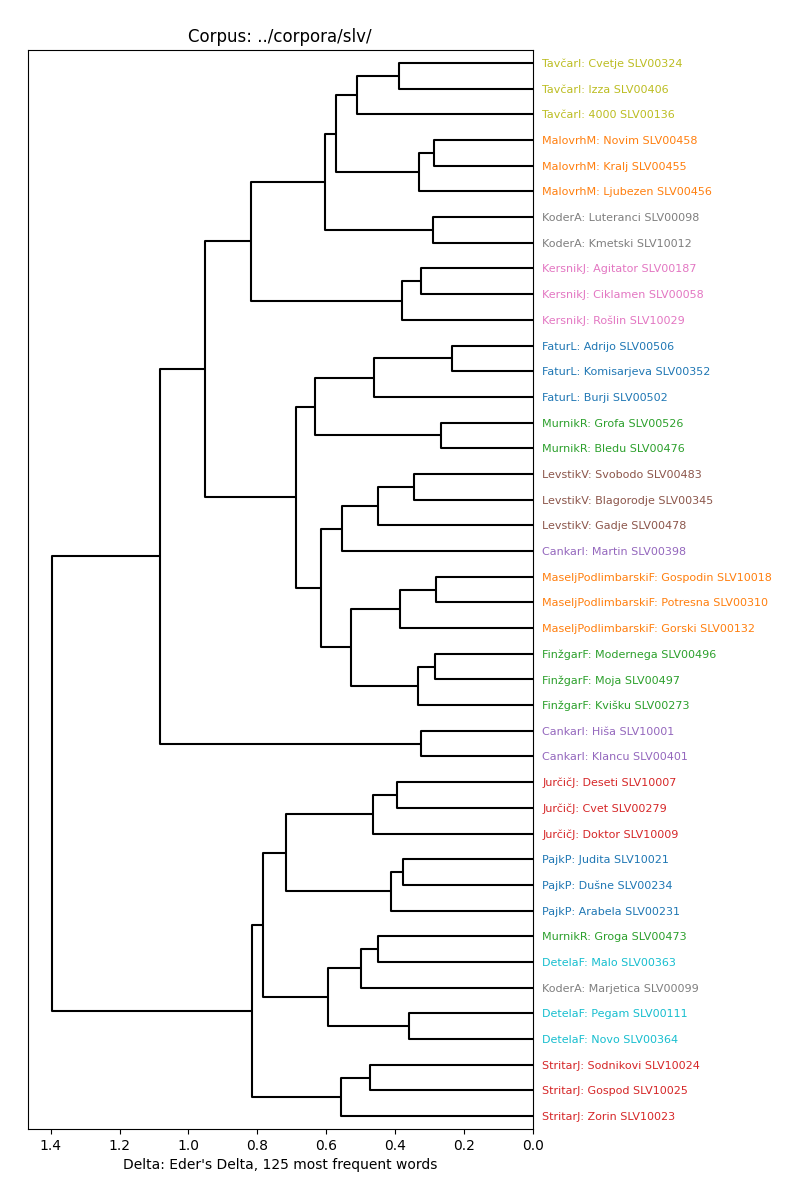 Corpus: ../corpora/slv/
TavčarI: Cvetje SLV00324
TavčarI: Izza SLV00406
TavčarI: 4000 SLV00136
MalovrhM: Novim SLV00458
MalovrhM: Kralj SLV00455
MalovrhM: Ljubezen SLV00456
KoderA: Luteranci SLV00098
KoderA: Kmetski SLV10012
KersnikJ: Agitator SLV00187
KersnikJ: Ciklamen SLV00058
KersnikJ: Rošlin SLV10029
FaturL: Adrijo SLV00506
FaturL: Komisarjeva SLV00352
FaturL: Burji SLV00502
MurnikR: Grofa SLV00526
MurnikR: Bledu SLV00476
LevstikV: Svobodo SLV00483
LevstikV: Blagorodje SLV00345
LevstikV: Gadje SLV00478
CankarI: Martin SLV00398
MaseljPodlimbarskiF: Gospodin SLV10018
MaseljPodlimbarskiF: Potresna SLV00310
MaseljPodlimbarskiF: Gorski SLV00132
FinžgarF: Modernega SLV00496
FinžgarF: Moja SLV00497
FinžgarF: Kvišku SLV00273
CankarI: Hiša SLV10001
CankarI: Klancu SLV00401
JurčičJ: Deseti SLV10007
JurčičJ: Cvet SLV00279
JurčičJ: Doktor SLV10009
PajkP: Judita SLV10021
PajkP: Dušne SLV00234
PajkP: Arabela SLV00231
MurnikR: Groga SLV00473
DetelaF: Malo SLV00363
KoderA: Marjetica SLV00099
DetelaF: Pegam SLV00111
DetelaF: Novo SLV00364
StritarJ: Sodnikovi SLV10024
StritarJ: Gospod SLV10025
StritarJ: Zorin SLV10023
1.4 1.2 1.0 0.8 0.6 0.4 0.2 0.0
Delta: Eder's Delta, 125 most frequent words